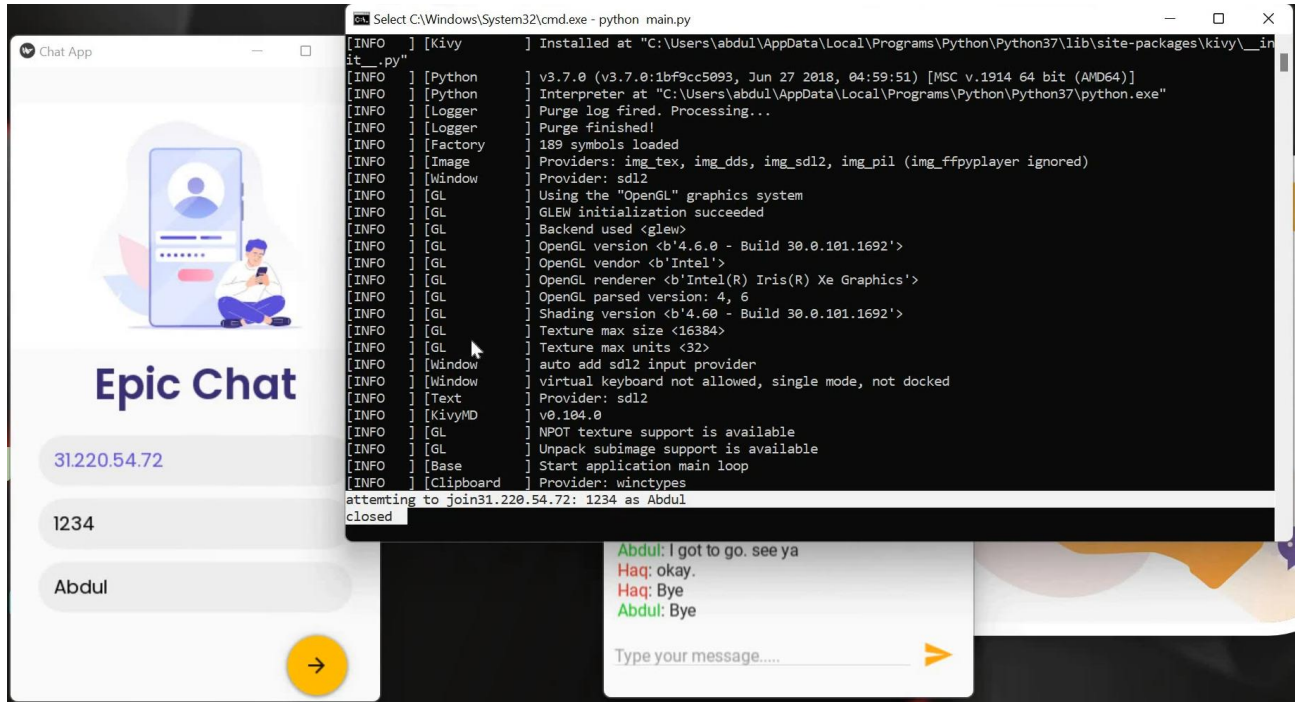 Chat App
Epic Chat
31.220.54.72
1234
Abdul
Select C:\Windows\System32\cmd.exe - python  main.py
[INFO   ] [Kivy        ] Installed at "C:\Users\abdul\AppData\Local\Programs\Python\Python37\lib\site-packages\kivy\__in
it__.py"
[INFO   ] [Python      ] v3.7.0 (v3.7.0:1bf9cc5093, Jun 27 2018, 04:59:51) [MSC v.1914 64 bit (AMD64)]
[INFO   ] [Python      ] Interpreter at "C:\Users\abdul\AppData\Local\Programs\Python\Python37\python.exe"
[INFO   ] [Logger      ] Purge log fired. Processing...
[INFO   ] [Logger      ] Purge finished!
[INFO   ] [Factory     ] 189 symbols loaded
[INFO   ] [Image       ] Providers: img_tex, img_dds, img_sdl2, img_pil (img_ffpyplayer ignored)
[INFO   ] [Window      ] Provider: sdl2
[INFO   ] [GL          ] Using the "OpenGL" graphics system
[INFO   ] [GL          ] GLEW initialization succeeded
[INFO   ] [GL          ] Backend used <glew>
[INFO   ] [GL          ] OpenGL version <b'4.6.0 - Build 30.0.101.1692'>
[INFO   ] [GL          ] OpenGL vendor <b'Intel'>
[INFO   ] [GL          ] OpenGL renderer <b'Intel(R) Iris(R) Xe Graphics'>
[INFO   ] [GL          ] OpenGL parsed version: 4, 6
[INFO   ] [GL          ] Shading version <b'4.60 - Build 30.0.101.1692'>
[INFO   ] [GL          ] Texture max size <16384>
[INFO   ] [GL          ] Texture max units <32>
[INFO   ] [Window      ] auto add sdl2 input provider
[INFO   ] [Window      ] virtual keyboard not allowed, single mode, not docked
[INFO   ] [Text        ] Provider: sdl2
[INFO   ] [KivyMD      ] v0.104.0
[INFO   ] [GL          ] NPOT texture support is available
[INFO   ] [GL          ] Unpack subimage support is available
[INFO   ] [Base        ] Start application main loop
[INFO   ] [Clipboard   ] Provider: winctypes
attemting to join31.220.54.72: 1234 as Abdul
closed
Abdul: I got to go. see ya
Haq: okay.
Haq: Bye
Abdul: Bye
Type your message.....